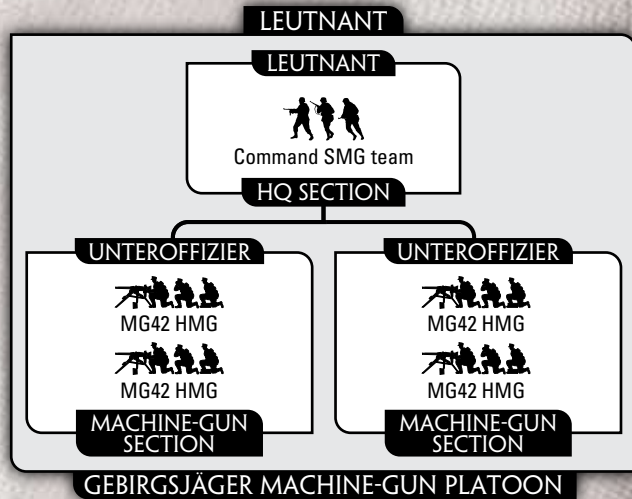 LEUTNANT
LEUTNANT
Command SMG team
HQ SECTION
UNTEROFFIZIER
MG42 HMG
MG42 HMG
MACHINE-GUN
SECTION
UNTEROFFIZIER
MG42 HMG
MG42 HMG
MACHINE-GUN
SECTION
GEBIRGSJÄGER MACHINE-GUN PLATOON